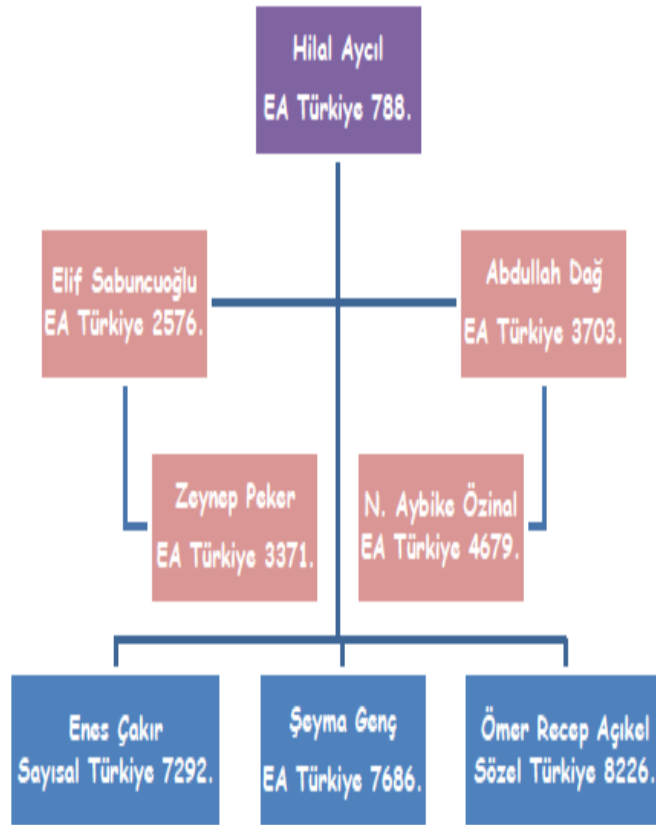 Hilal Aycıl
EA Türkiye 788.
Elif Sabuncuoğlu
EA Türkiye 2576.
Abdullah Dağ
EA Türkiye 3703.
Zeynep Peker
EA Türkiye 3371.
N. Aybike Özinal
EA Türkiye 4679.
Enes Çakır
Sayısal Türkiye 7292.
Şeyma Genç
EA Türkiye 7686.
Ömer Recep Açıkel
Sözel Türkiye 8226.